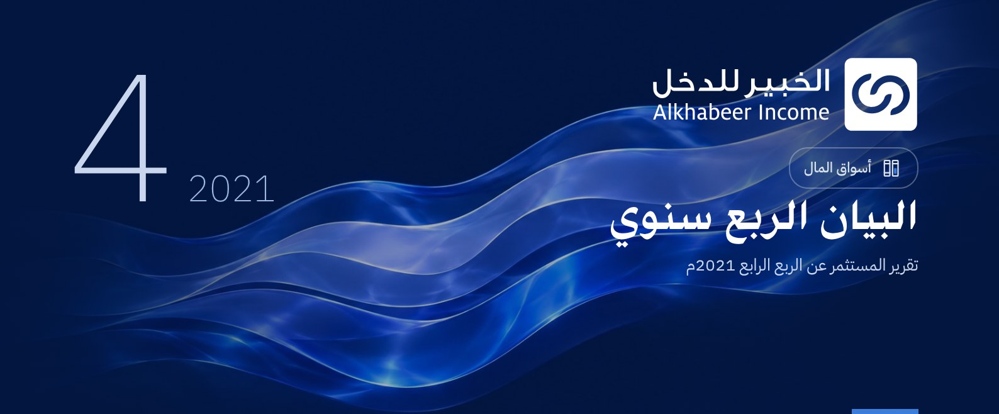 الخبير للدخل
Alkhabeer Income
أسواق المال
البيان الربع سنوي
تقرير المستثمر عن الربع الرابع 2021م
4
2021